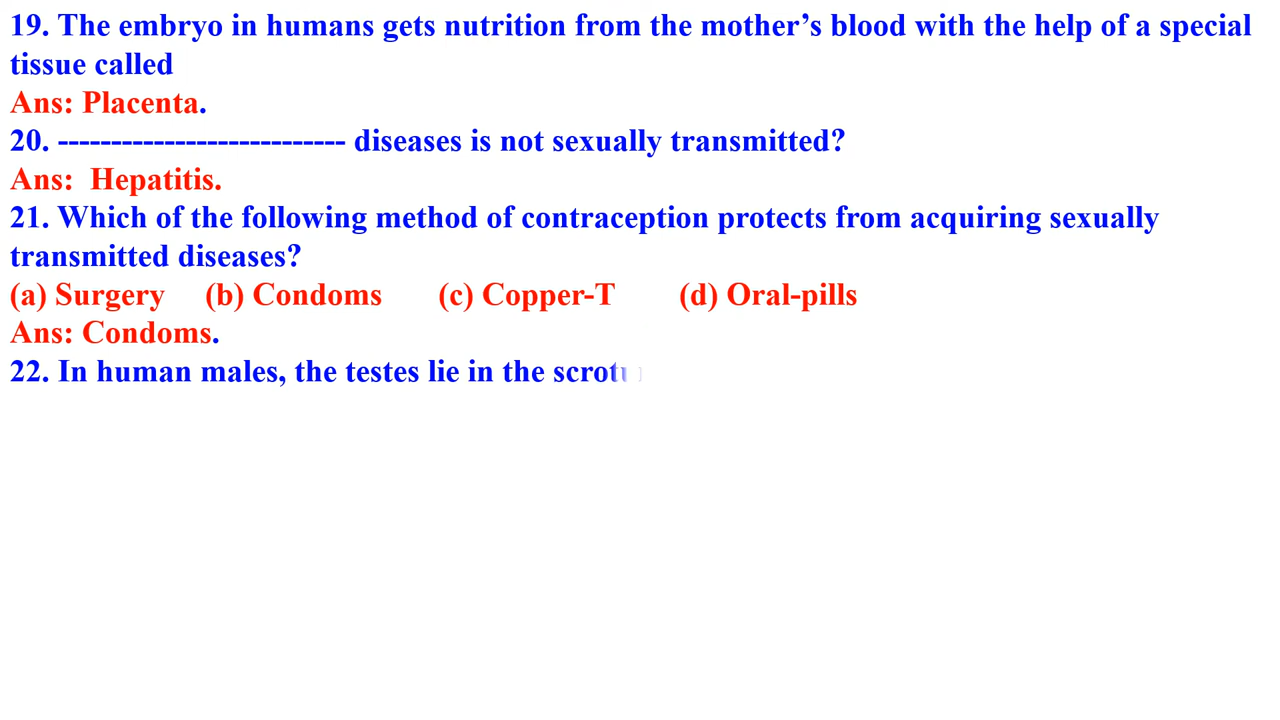 19. The embryo in humans gets nutrition from the mother’s blood with the help of a special
tissue called
Ans: Placenta.
20. --------------------------- diseases is not sexually transmitted?
Ans:  Hepatitis.
21. Which of the following method of contraception protects from acquiring sexually
transmitted diseases?
(a) Surgery (b) Condoms (c) Copper-T (d) Oral-pills
Ans: Condoms.
22. In human males, the testes lie in the